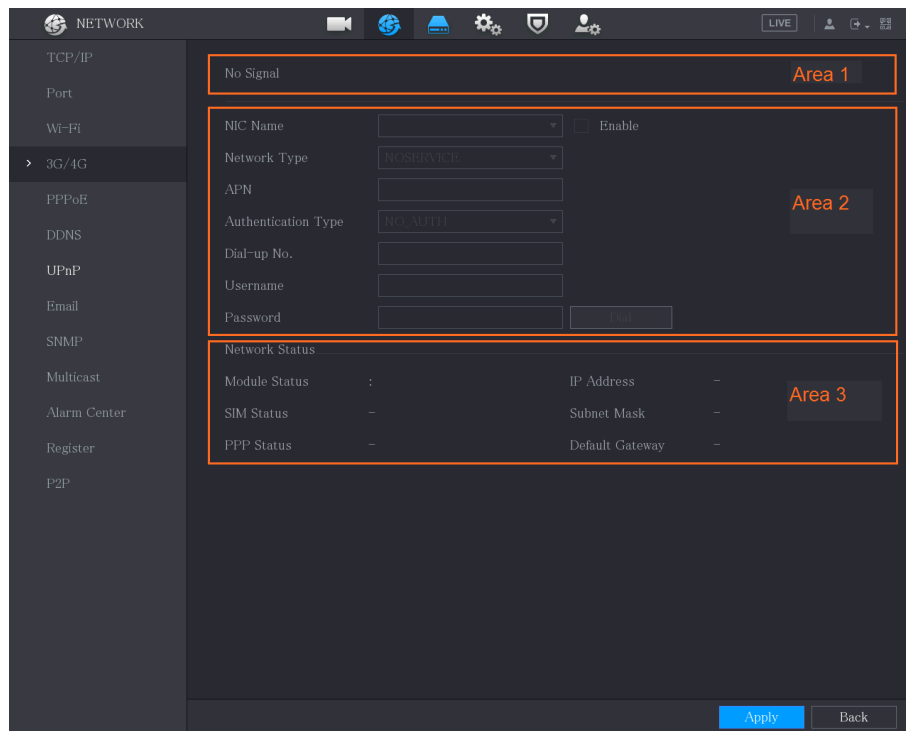 NETWORK
LIVE
TCP/IP
Port
Wi-Fi
3G/4G
PPPoE
DDNS
UPnP
Email
SNMP
Multicast
Alarm Center
Register
P2P
No Signal
Area 1
NIC Name
Enable
Network Type NOSERVICE
APN
Area 2
Authentication Type NO_AUTH
Dial-up No.
Username
Password Dial
Network Status
Module Status : IP Address -
Area 3
SIM Status - Subnet Mask -
PPP Status - Default Gateway -
Apply Back